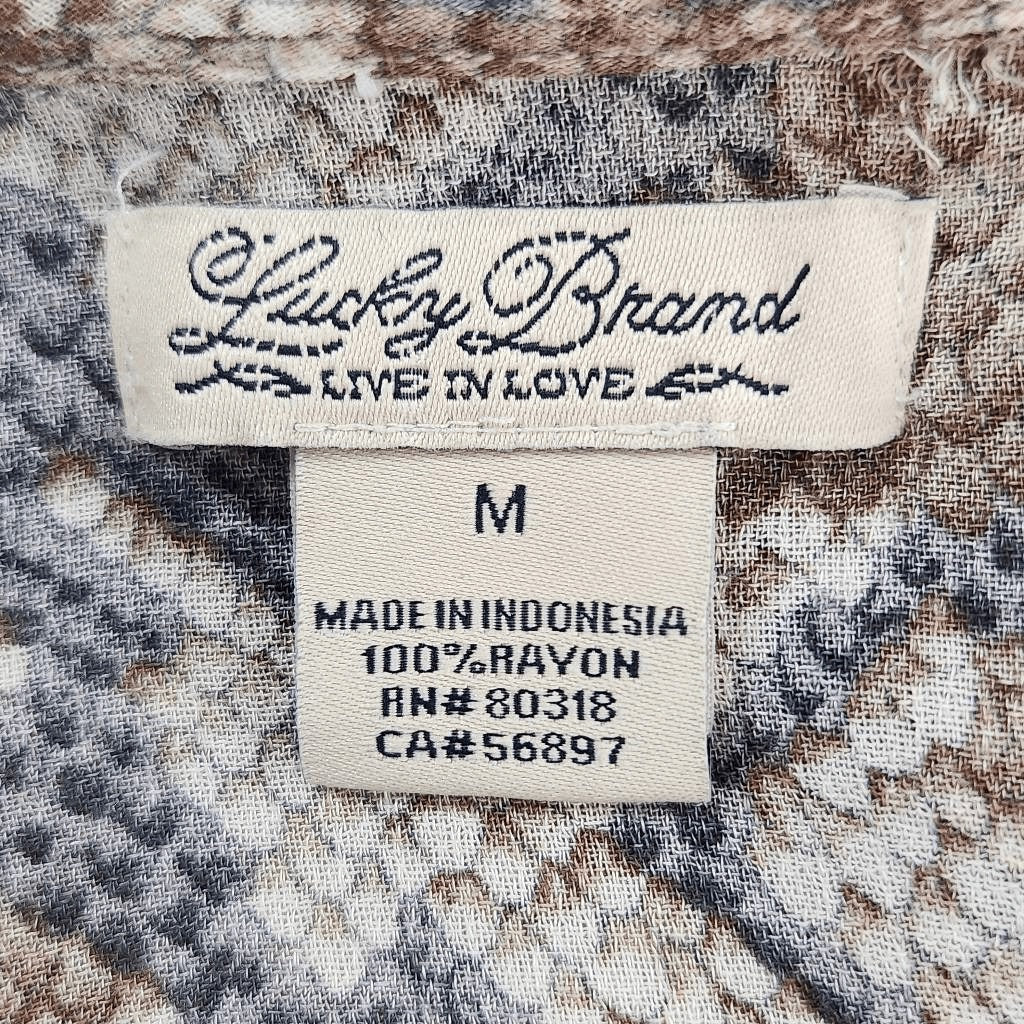 Lucky Brand
LIVE IN LOVE
M
MADE IN INDONESIA
100% RAYON
RN# 80318
CA# 56897